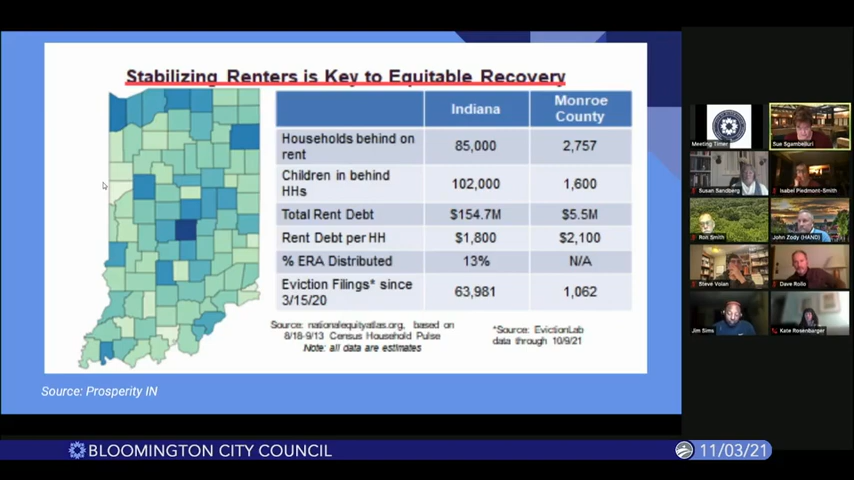 Stabilizing Renters is Key to Equitable Recovery
Indiana
Monroe
County
Households behind on
rent
85,000
2,757
Children in behind
HHs
102,000
1,600
Total Rent Debt
$154.7M
$5.5M
Rent Debt per HH
$1,800
$2,100
% ERA Distributed
13%
N/A
Eviction Filings* since
3/15/20
63,981
1,062
Source: nationalequityatlas.org, based on
8/18-9/13 Census Household Pulse
Note: all data are estimates
*Source: EvictionLab
data through 10/9/21
Source: Prosperity IN
Meeting Timer
Sue Sgambelluri
Susan Sandberg
Isabel Piedmont-Smith
Ron Smith
John Zody (HAND)
Steve Volan
Dave Rollo
Jim Sims
Kate Rosenbarger
BLOOMINGTON CITY COUNCIL
11/03/21